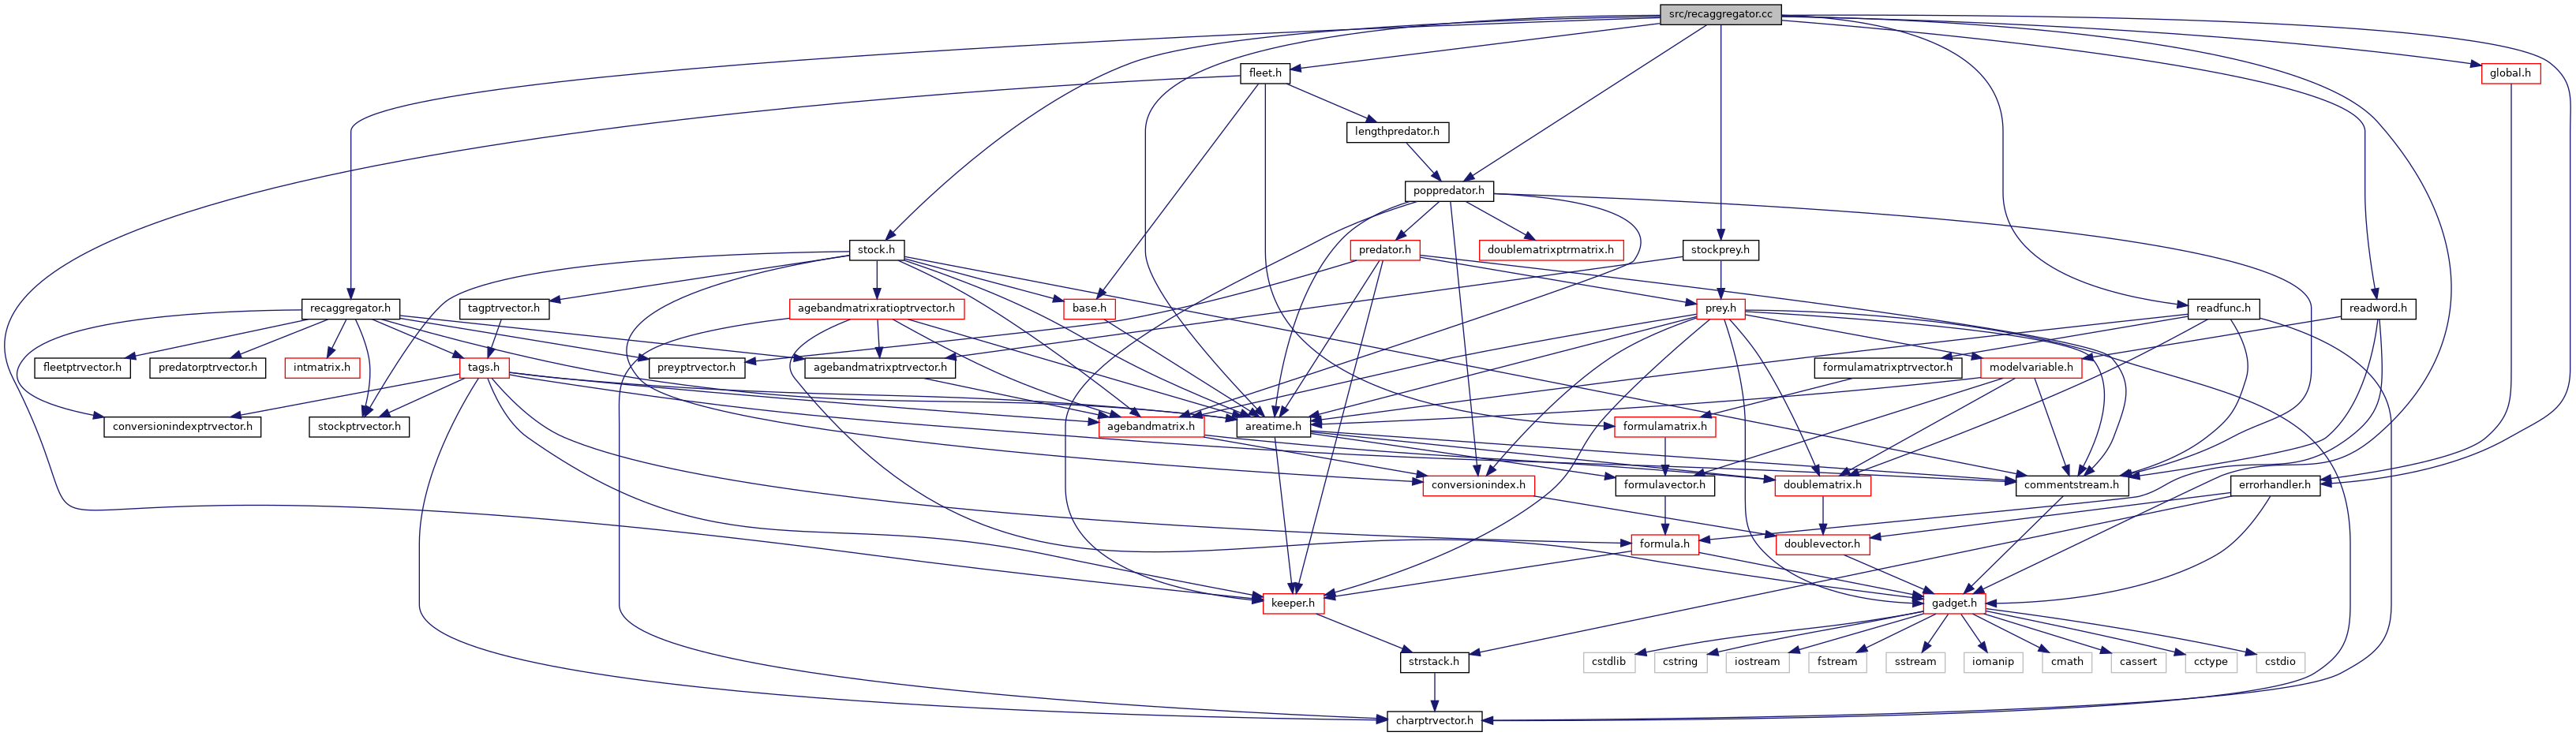 src/recaggregator.cc
fleet.h
global.h
lengthpredator.h
poppredator.h
stock.h
predator.h
doublematrixptrmatrix.h
stockprey.h
recaggregator.h
tagptrvector.h
agebandmatrixratioptrvector.h
base.h
prey.h
readfunc.h
readword.h
fleetptrvector.h
predatorptrvector.h
intmatrix.h
tags.h
preyptrvector.h
agebandmatrixptrvector.h
formulamatrixptrvector.h
modelvariable.h
conversionindexptrvector.h
stockptrvector.h
agebandmatrix.h
areatime.h
formulamatrix.h
conversionindex.h
formulavector.h
doublematrix.h
commentstream.h
errorhandler.h
formula.h
doublevector.h
keeper.h
gadget.h
strstack.h
cstdlib
cstring
iostream
fstream
sstream
iomanip
cmath
cassert
cctype
cstdio
charptrvector.h